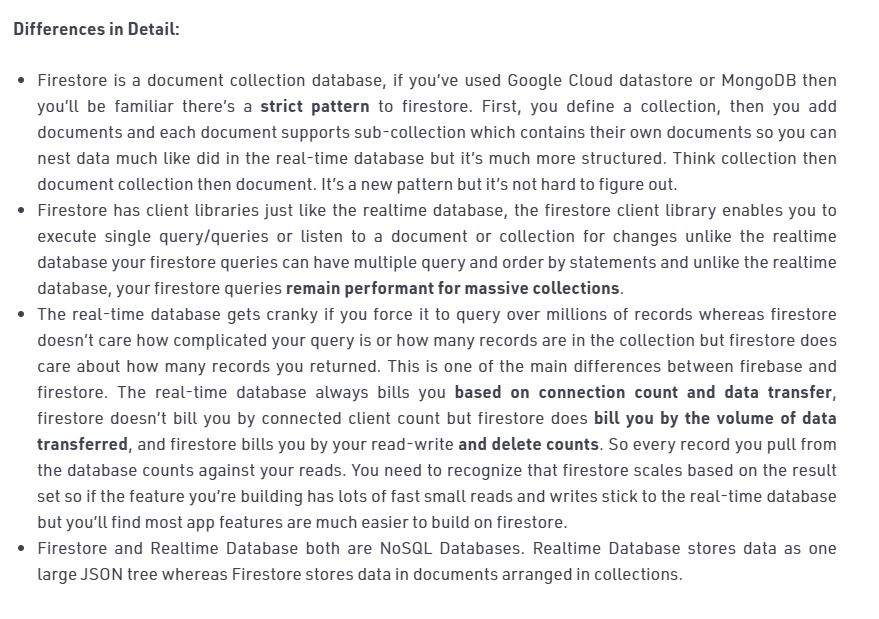 Differences in Detail:
• Firestore is a document collection database, if you've used Google Cloud datastore or MongoDB then
you'll be familiar there's a strict pattern to firestore. First, you define a collection, then you add
documents and each document supports sub-collection which contains their own documents so you can
nest data much like did in the real-time database but it's much more structured. Think collection then
document collection then document. It's a new pattern but it's not hard to figure out.
• Firestore has client libraries just like the realtime database, the firestore client library enables you to
execute single query/queries or listen to a document or collection for changes unlike the realtime
database your firestore queries can have multiple query and order by statements and unlike the realtime
database, your firestore queries remain performant for massive collections.
• The real-time database gets cranky if you force it to query over millions of records whereas firestore
doesn't care how complicated your query is or how many records are in the collection but firestore does
care about how many records you returned. This is one of the main differences between firebase and
firestore. The real-time database always bills you based on connection count and data transfer,
firestore doesn't bill you by connected client count but firestore does bill you by the volume of data
transferred, and firestore bills you by your read-write and delete counts. So every record you pull from
the database counts against your reads. You need to recognize that firestore scales based on the result
set so if the feature you're building has lots of fast small reads and writes stick to the real-time database
but you'll find most app features are much easier to build on firestore.
• Firestore and Realtime Database both are NoSQL Databases. Realtime Database stores data as one
large JSON tree whereas Firestore stores data in documents arranged in collections.